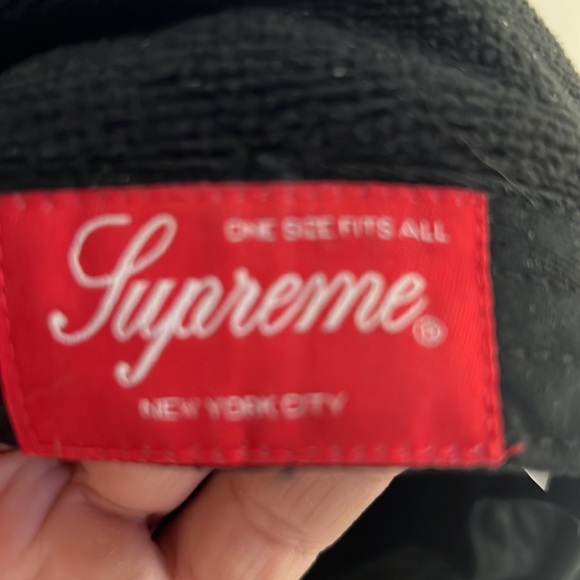 ONE SIZE FITS ALL
Supreme®
NEW YORK CITY